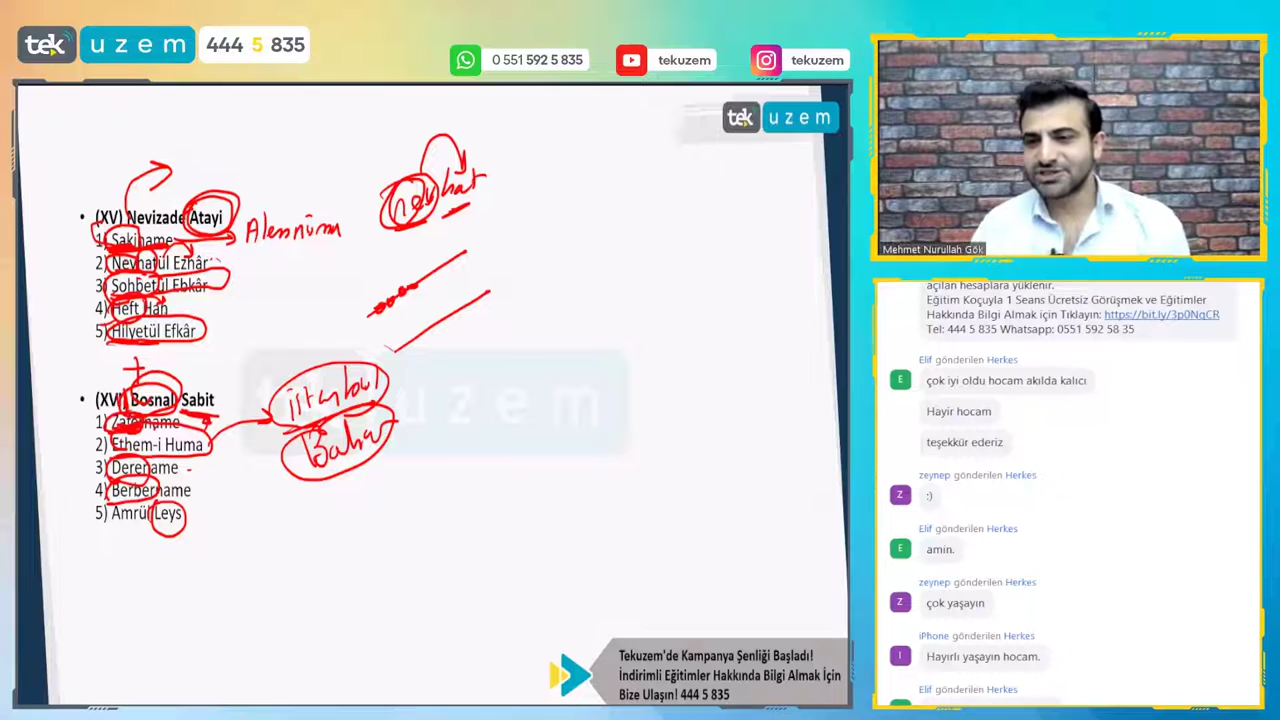 tek uzem 444 5 835
0 551 592 5 835
tekuzem
tekuzem
tek uzem
• (XV) Nevizade Atayi
1) Sakiname Alemnüma
2) Nevhatül Ezhâr
3) Sohbetül Ebkâr
4) Heft Han
5) Hilyetül Efkâr
nevhat
• (XV) Bosnalı Sabit
1) Zafername
2) Ethem-i Huma
3) Derename
4) Berbername
5) Amrül Leys
istanbul
Bahar
tekuzem
Tekuzem'de Kampanya Şenliği Başladı!
İndirimli Eğitimler Hakkında Bilgi Almak İçin
Bize Ulaşın! 444 5 835
Mehmet Nurullah Gök
açılan hesaplara yüklenir.
Eğitim Koçuyla 1 Seans Ücretsiz Görüşmek ve Eğitimler
Hakkında Bilgi Almak için Tıklayın: https://bit.ly/3p0NqCR
Tel: 444 5 835 Whatsapp: 0551 592 58 35
Elif gönderilen Herkes
E çok iyi oldu hocam akılda kalıcı
Hayir hocam
teşekkür ederiz
zeynep gönderilen Herkes
Z :)
Elif gönderilen Herkes
E amin.
zeynep gönderilen Herkes
Z çok yaşayın
iPhone gönderilen Herkes
I Hayırlı yaşayın hocam.
Elif gönderilen Herkes